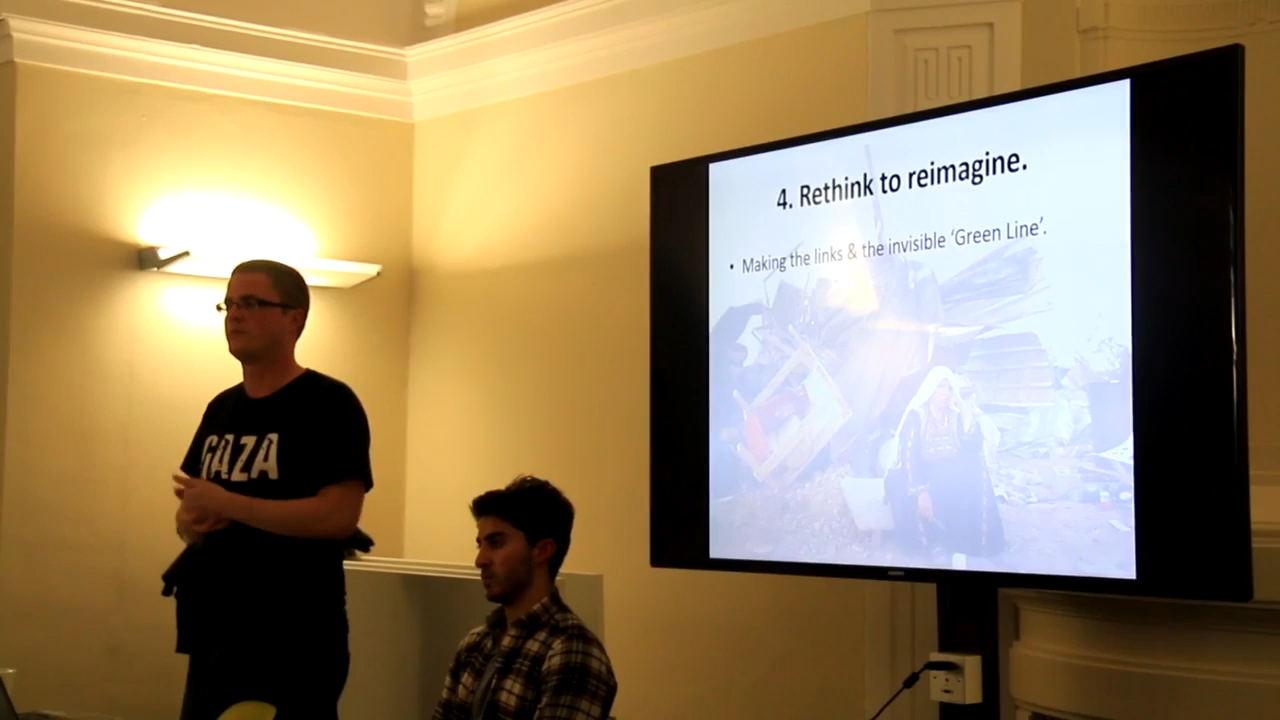 4. Rethink to reimagine.
• Making the links & the invisible ‘Green Line’.
GAZA